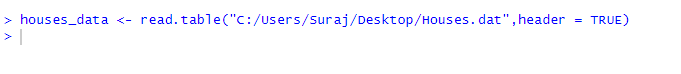 > houses_data <- read.table("C:/Users/Suraj/Desktop/Houses.dat",header = TRUE)
>